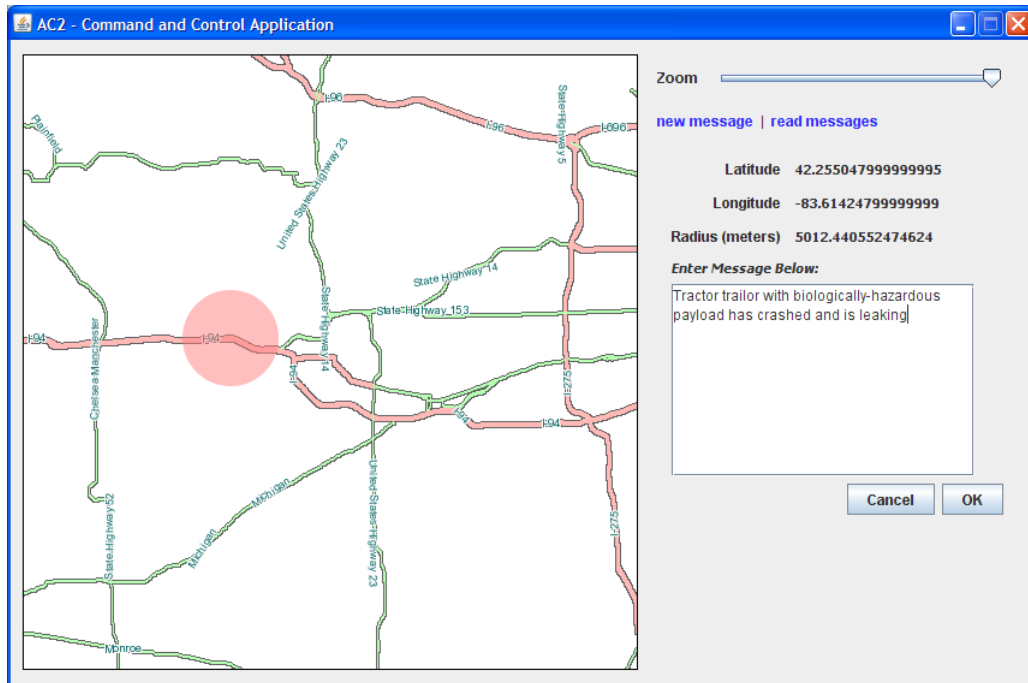 AC2 - Command and Control Application
Zoom
new message | read messages
Latitude 42.255047999999995
Longitude -83.61424799999999
Radius (meters) 5012.440552474624
Enter Message Below:
Tractor trailor with biologically-hazardous
payload has crashed and is leaking
Cancel OK
I-96
I-96
I-696
State Highway 5
Plainfield
United States Highway 23
State Highway 14
State Highway 153
State Highway 14
I-94
I-94
Chelsea Manchester
I-275
I-94
I-94
Michigan
United States Highway 23
State Highway 52
Michigan
I-275
Monroe